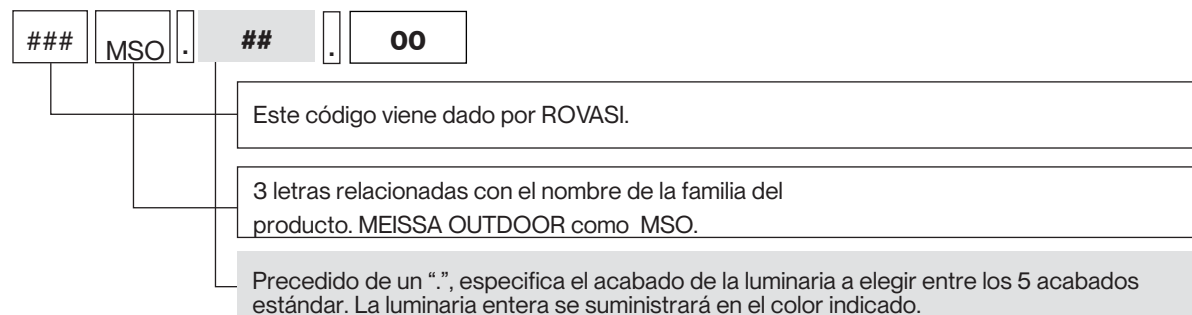 ### MSO . ## . 00
Este código viene dado por ROVASI.
3 letras relacionadas con el nombre de la familia del
producto. MEISSA OUTDOOR como MSO.
Precedido de un “.”, especifica el acabado de la luminaria a elegir entre los 5 acabados
estándar. La luminaria entera se suministrará en el color indicado.